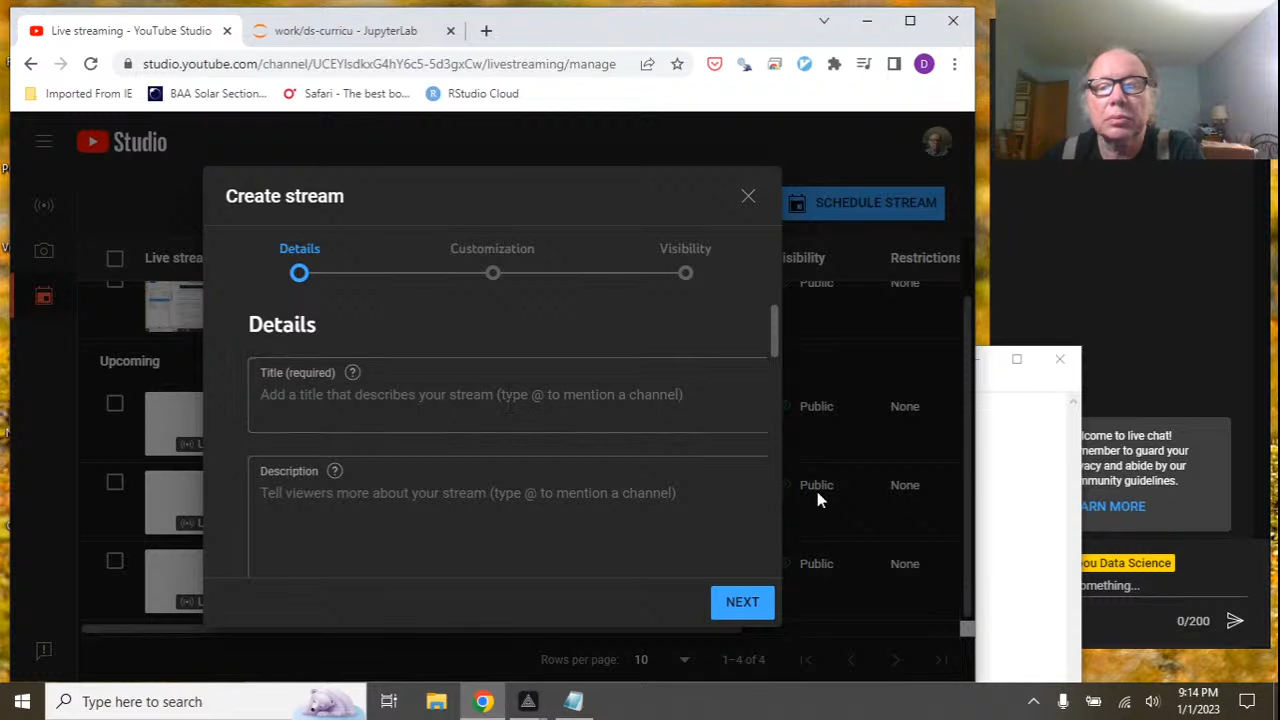 Live streaming - YouTube Studio
work/ds-curricu - JupyterLab
studio.youtube.com/channel/UCEYlsdkxG4hY6c5-5d3gxCw/livestreaming/manage
Imported From IE
BAA Solar Section...
Safari - The best bo...
RStudio Cloud
Studio
Create stream
SCHEDULE STREAM
Details
Customization
Visibility
Live strea
isibility
Restrictions
Public
None
Details
Upcoming
Title (required)
Add a title that describes your stream (type @ to mention a channel)
Public
None
Description
Tell viewers more about your stream (type @ to mention a channel)
Public
None
Public
None
NEXT
Rows per page: 10
1–4 of 4
lcome to live chat!
member to guard your
vacy and abide by our
mmunity guidelines.
ARN MORE
ou Data Science
omething...
0/200
Type here to search
9:14 PM
1/1/2023